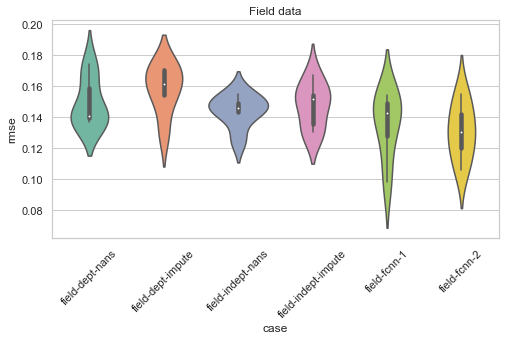 Field data
0.20
0.18
0.16
0.14
0.12
0.10
0.08
rmse
field-dept-nans
field-dept-impute
field-indept-nans
field-indept-impute
field-fcnn-1
field-fcnn-2
case